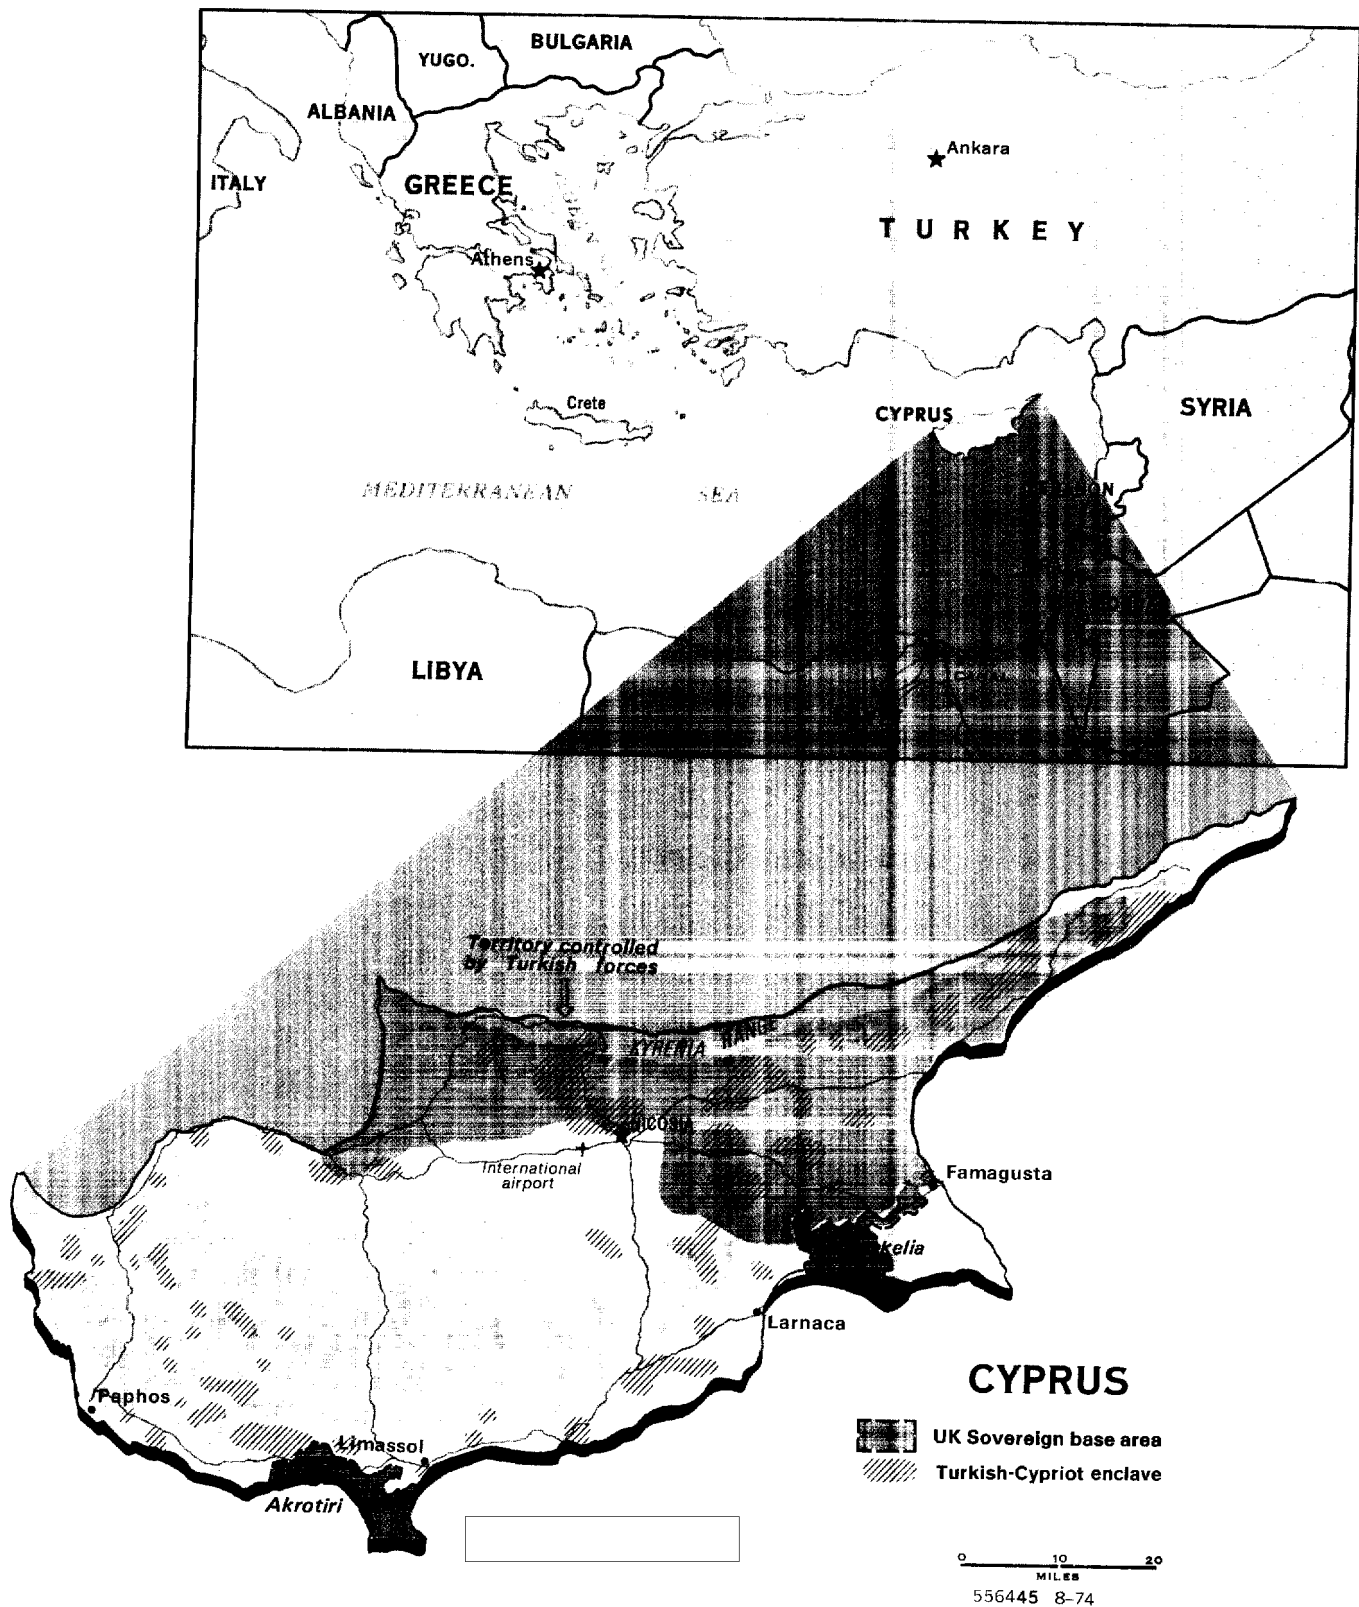 BULGARIA
YUGO.
ALBANIA
Ankara
ITALY
GREECE
TURKEY
Athens
Crete
CYPRUS
SYRIA
MEDITERRANEAN SEA
LIBYA
CANAL
Territory controlled
by Turkish forces
KYRENIA RANGE
NICOSIA
International
airport
Famagusta
Larnaca
CYPRUS
Paphos
UK Sovereign base area
Limassol
Turkish-Cypriot enclave
Akrotiri
0 10 20
MILES
556445 8-74